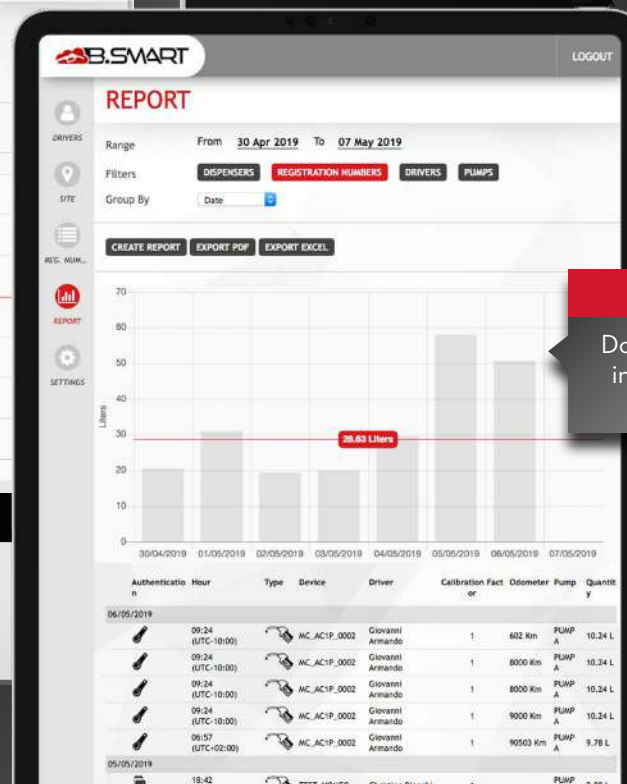 B.SMART
LOGOUT
REPORT
DRIVERS
SITE
REG. NUM...
REPORT
SETTINGS
Range From 30 Apr 2019 To 07 May 2019
Filters DISPENSERS REGISTRATION NUMBERS DRIVERS PUMPS
Group By Date
CREATE REPORT EXPORT PDF EXPORT EXCEL
70
60
50
40
30
20
10
0
Liters
28.63 Liters
30/04/2019 01/05/2019 02/05/2019 03/05/2019 04/05/2019 05/05/2019 06/05/2019 07/05/2019
Do
in
Authenticatio Hour Type Device Driver Calibration Fact Odometer Pump Quantit
n or y
06/05/2019
09:24 (UTC-10:00) MC_AC1P_0002 Giovanni Armando 1 602 Km PUMP A 10.24 L
09:24 (UTC-10:00) MC_AC1P_0002 Giovanni Armando 1 8000 Km PUMP A 10.24 L
09:24 (UTC-10:00) MC_AC1P_0002 Giovanni Armando 1 8000 Km PUMP A 10.24 L
09:24 (UTC-10:00) MC_AC1P_0002 Giovanni Armando 1 9000 Km PUMP A 10.24 L
06:57 (UTC+02:00) MC_AC1P_0002 Giovanni Armando 1 90503 Km PUMP A 9.78 L
05/05/2019
18:42 PUMP